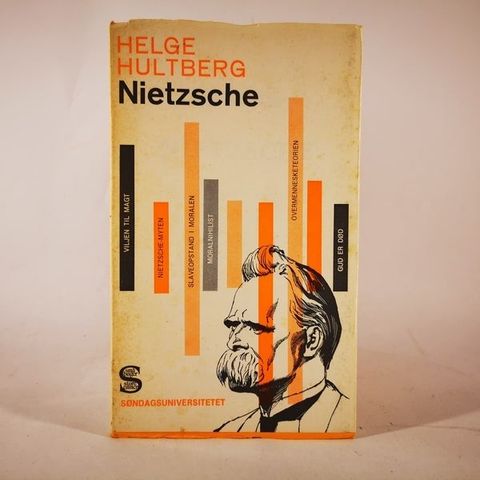 HELGE
HULTBERG
Nietzsche
VILJEN TIL MAGT
NIETZSCHE-MYTEN
SLAVEOPSTAND I MORALEN
MORALNIHILIST
OVERMENNESKETEORIEN
GUD ER DØD
S
SØNDAGSUNIVERSITETET